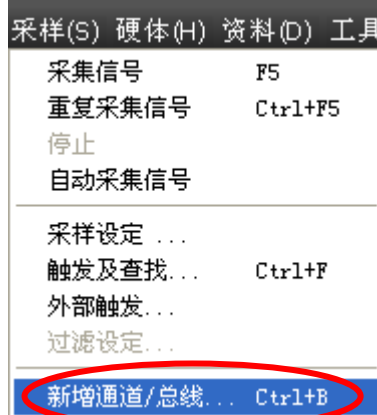 采样(S) 硬体(H) 资料(D) 工具
采集信号 F5
重复采集信号 Ctrl+F5
停止
自动采集信号
采样设定 ...
触发及查找... Ctrl+F
外部触发...
过滤设定...
新增通道/总线... Ctrl+B